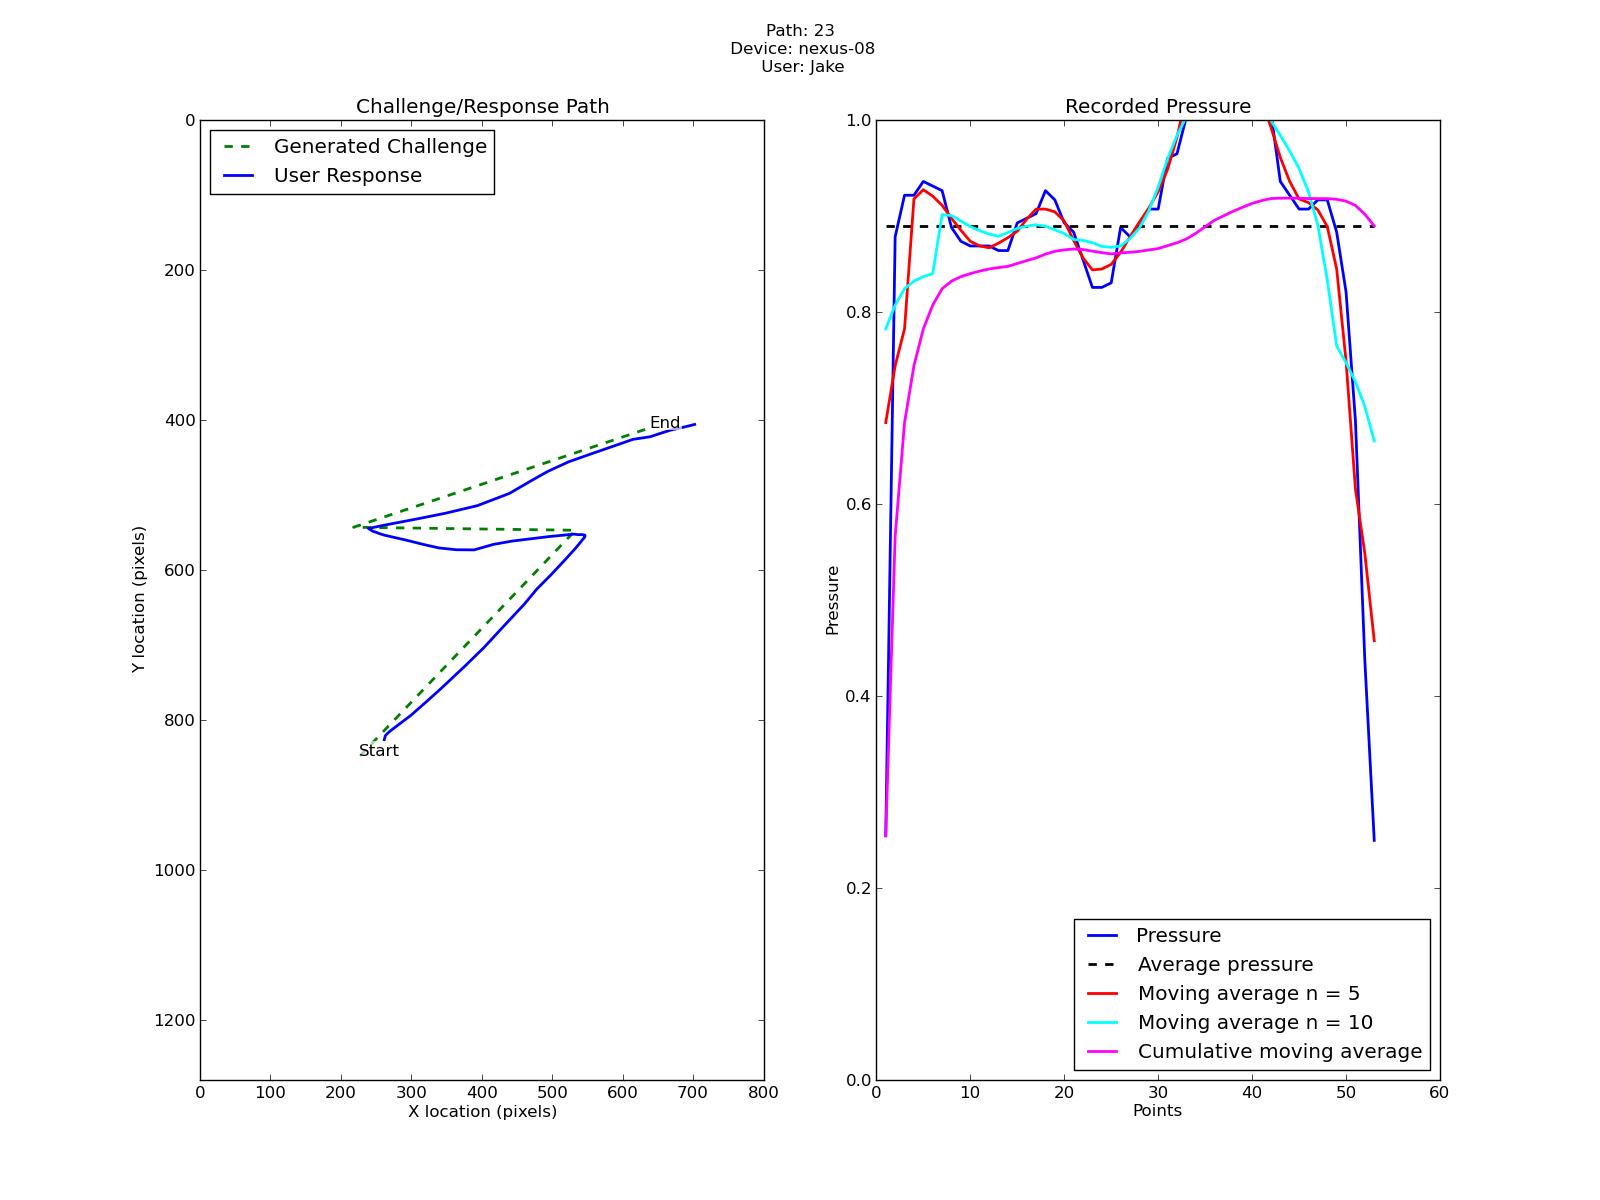 Path: 23
Device: nexus-08
User: Jake
Challenge/Response Path
Generated Challenge
User Response
0
200
400
600
800
1000
1200
Y location (pixels)
End
Start
0 100 200 300 400 500 600 700 800
X location (pixels)
Recorded Pressure
1.0
0.8
0.6
0.4
0.2
0.0
Pressure
Pressure
Average pressure
Moving average n = 5
Moving average n = 10
Cumulative moving average
0 10 20 30 40 50 60
Points